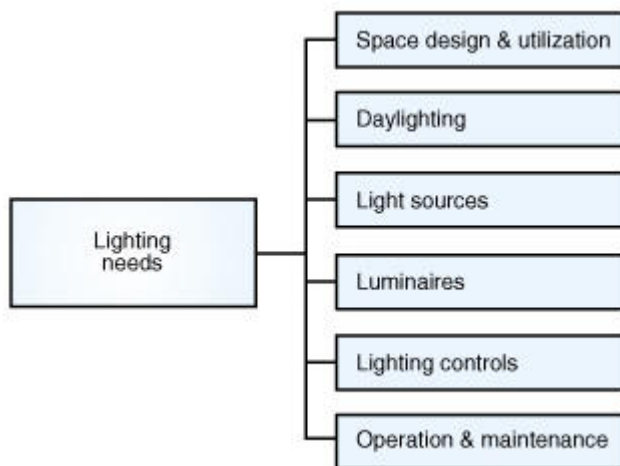 Space design & utilization
Daylighting
Light sources
Lighting
needs
Luminaires
Lighting controls
Operation & maintenance